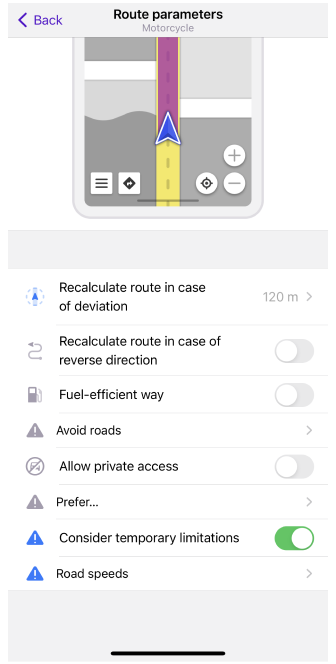 Back
Route parameters
Motorcycle
Recalculate route in case
of deviation
120 m
Recalculate route in case of
reverse direction
Fuel-efficient way
Avoid roads
Allow private access
Prefer...
Consider temporary limitations
Road speeds